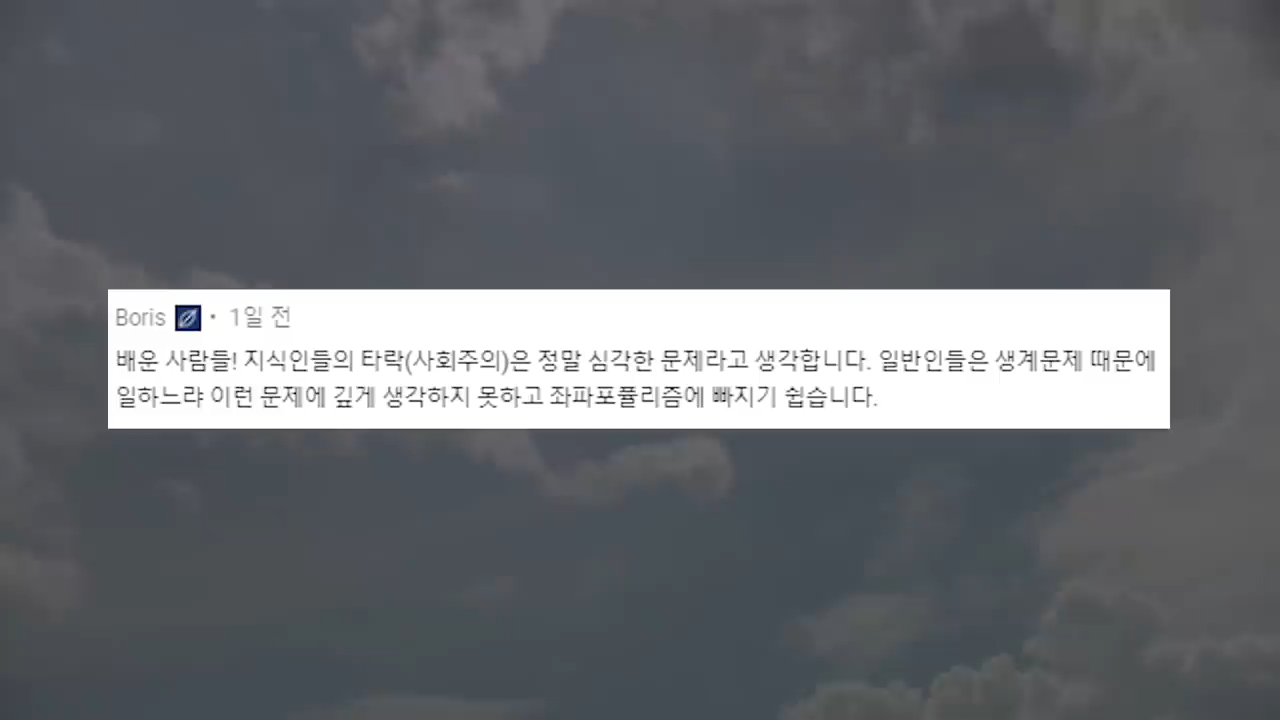 Boris • 1일 전
배운 사람들! 지식인들의 타락(사회주의)은 정말 심각한 문제라고 생각합니다. 일반인들은 생계문제 때문에
일하느랴 이런 문제에 깊게 생각하지 못하고 좌파포퓰리즘에 빠지기 쉽습니다.